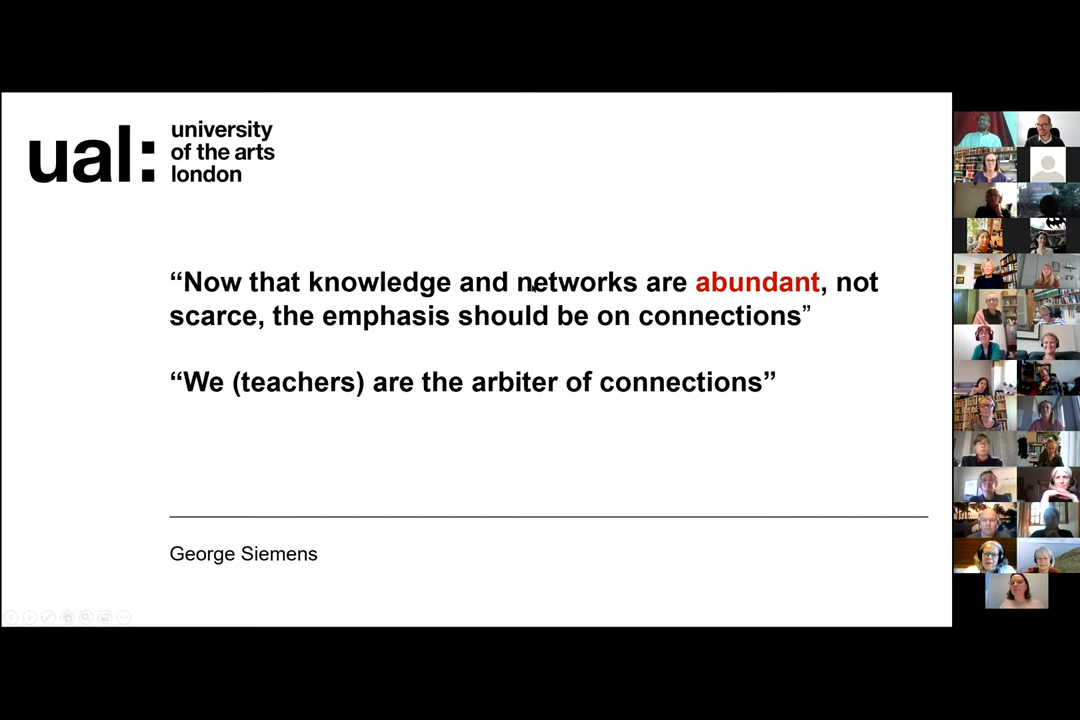 ual:
university
of the arts
london
“Now that knowledge and networks are abundant, not
scarce, the emphasis should be on connections”
“We (teachers) are the arbiter of connections”
George Siemens